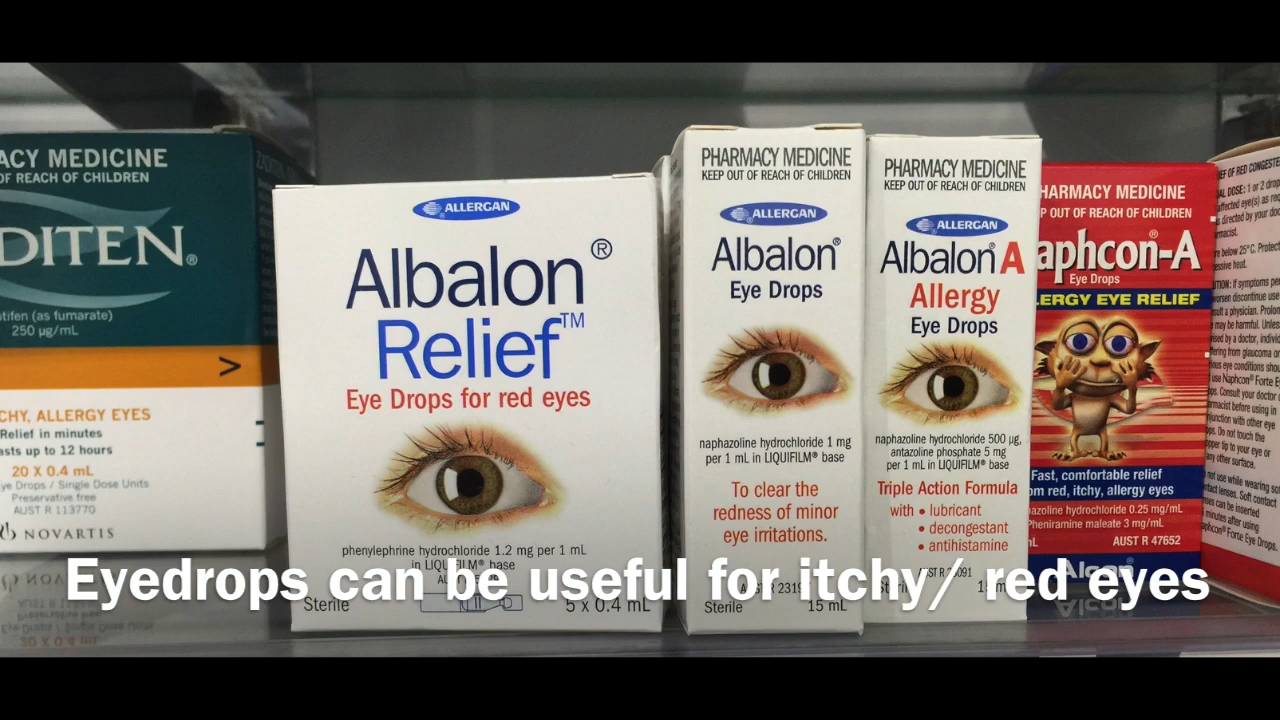 ACY MEDICINE
OF REACH OF CHILDREN
DITEN®
tifen (as fumarate)
250 µg/mL
>
CHY, ALLERGY EYES
Relief in minutes
asts up to 12 hours
20 X 0.4 mL
ye Drops / Single Dose Units
Preservative free
AUST R 113770
NOVARTIS
ALLERGAN
Albalon®
Relief™
Eye Drops for red eyes
phenylephrine hydrochloride 1.2 mg per 1 mL
in LIQUIFILM® base
Sterile
5 x 0.4 mL
PHARMACY MEDICINE
KEEP OUT OF REACH OF CHILDREN
ALLERGAN
Albalon®
Eye Drops
naphazoline hydrochloride 1 mg
per 1 mL in LIQUIFILM® base
To clear the
redness of minor
eye irritations.
Sterile
15 mL
PHARMACY MEDICINE
KEEP OUT OF REACH OF CHILDREN
ALLERGAN
Albalon® A
Allergy
Eye Drops
naphazoline hydrochloride 500 µg,
antazoline phosphate 5 mg
per 1 mL in LIQUIFILM® base
Triple Action Formula
with • lubricant
• decongestant
• antihistamine
HARMACY MEDICINE
P OUT OF REACH OF CHILDREN
aphcon®-A
Eye Drops
LERGY EYE RELIEF
Fast, comfortable relief
om red, itchy, allergy eyes
azoline hydrochloride 0.25 mg/mL
Pheniramine maleate 3 mg/mL
AUST R 47652
Alcon
Eyedrops can be useful for itchy/ red eyes